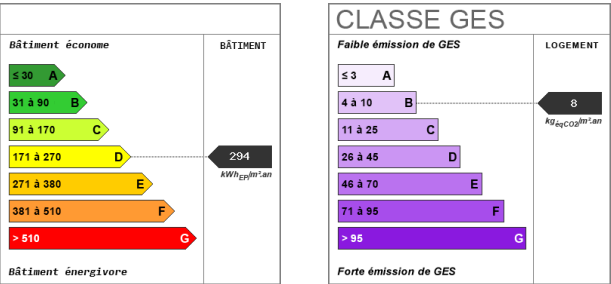 Bâtiment économe
BÂTIMENT
≤ 30 A
31 à 90 B
91 à 170 C
171 à 270 D
294
kWhEP/m².an
271 à 380 E
381 à 510 F
> 510 G
Bâtiment énergivore
CLASSE GES
Faible émission de GES
LOGEMENT
≤ 3 A
4 à 10 B
8
kgéqCO2/m².an
11 à 25 C
26 à 45 D
46 à 70 E
71 à 95 F
> 95 G
Forte émission de GES